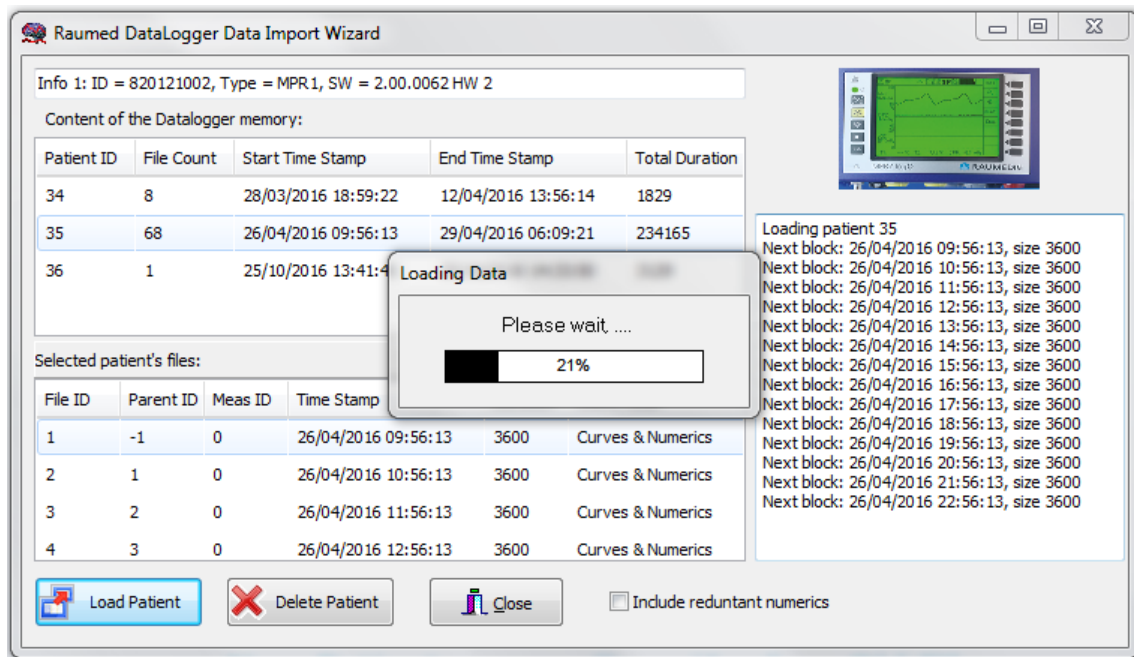 Raumed DataLogger Data Import Wizard
Info 1: ID = 820121002, Type = MPR1, SW = 2.00.0062 HW 2
Content of the Datalogger memory:
Patient ID File Count Start Time Stamp End Time Stamp Total Duration
34 8 28/03/2016 18:59:22 12/04/2016 13:56:14 1829
35 68 26/04/2016 09:56:13 29/04/2016 06:09:21 234165
36 1 25/10/2016 13:41:4
Loading Data
Please wait, ....
21%
Selected patient's files:
File ID Parent ID Meas ID Time Stamp
1 -1 0 26/04/2016 09:56:13 3600 Curves & Numerics
2 1 0 26/04/2016 10:56:13 3600 Curves & Numerics
3 2 0 26/04/2016 11:56:13 3600 Curves & Numerics
4 3 0 26/04/2016 12:56:13 3600 Curves & Numerics
RAUMEDIC
Loading patient 35
Next block: 26/04/2016 09:56:13, size 3600
Next block: 26/04/2016 10:56:13, size 3600
Next block: 26/04/2016 11:56:13, size 3600
Next block: 26/04/2016 12:56:13, size 3600
Next block: 26/04/2016 13:56:13, size 3600
Next block: 26/04/2016 14:56:13, size 3600
Next block: 26/04/2016 15:56:13, size 3600
Next block: 26/04/2016 16:56:13, size 3600
Next block: 26/04/2016 17:56:13, size 3600
Next block: 26/04/2016 18:56:13, size 3600
Next block: 26/04/2016 19:56:13, size 3600
Next block: 26/04/2016 20:56:13, size 3600
Next block: 26/04/2016 21:56:13, size 3600
Next block: 26/04/2016 22:56:13, size 3600
Load Patient
Delete Patient
Close
Include reduntant numerics